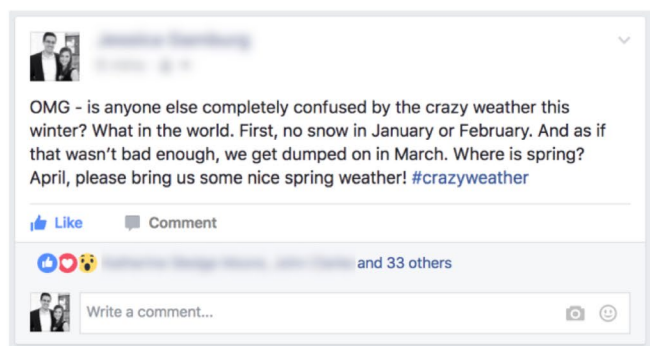 OMG - is anyone else completely confused by the crazy weather this
winter? What in the world. First, no snow in January or February. And as if
that wasn't bad enough, we get dumped on in March. Where is spring?
April, please bring us some nice spring weather! #crazyweather
Like Comment
and 33 others
Write a comment...